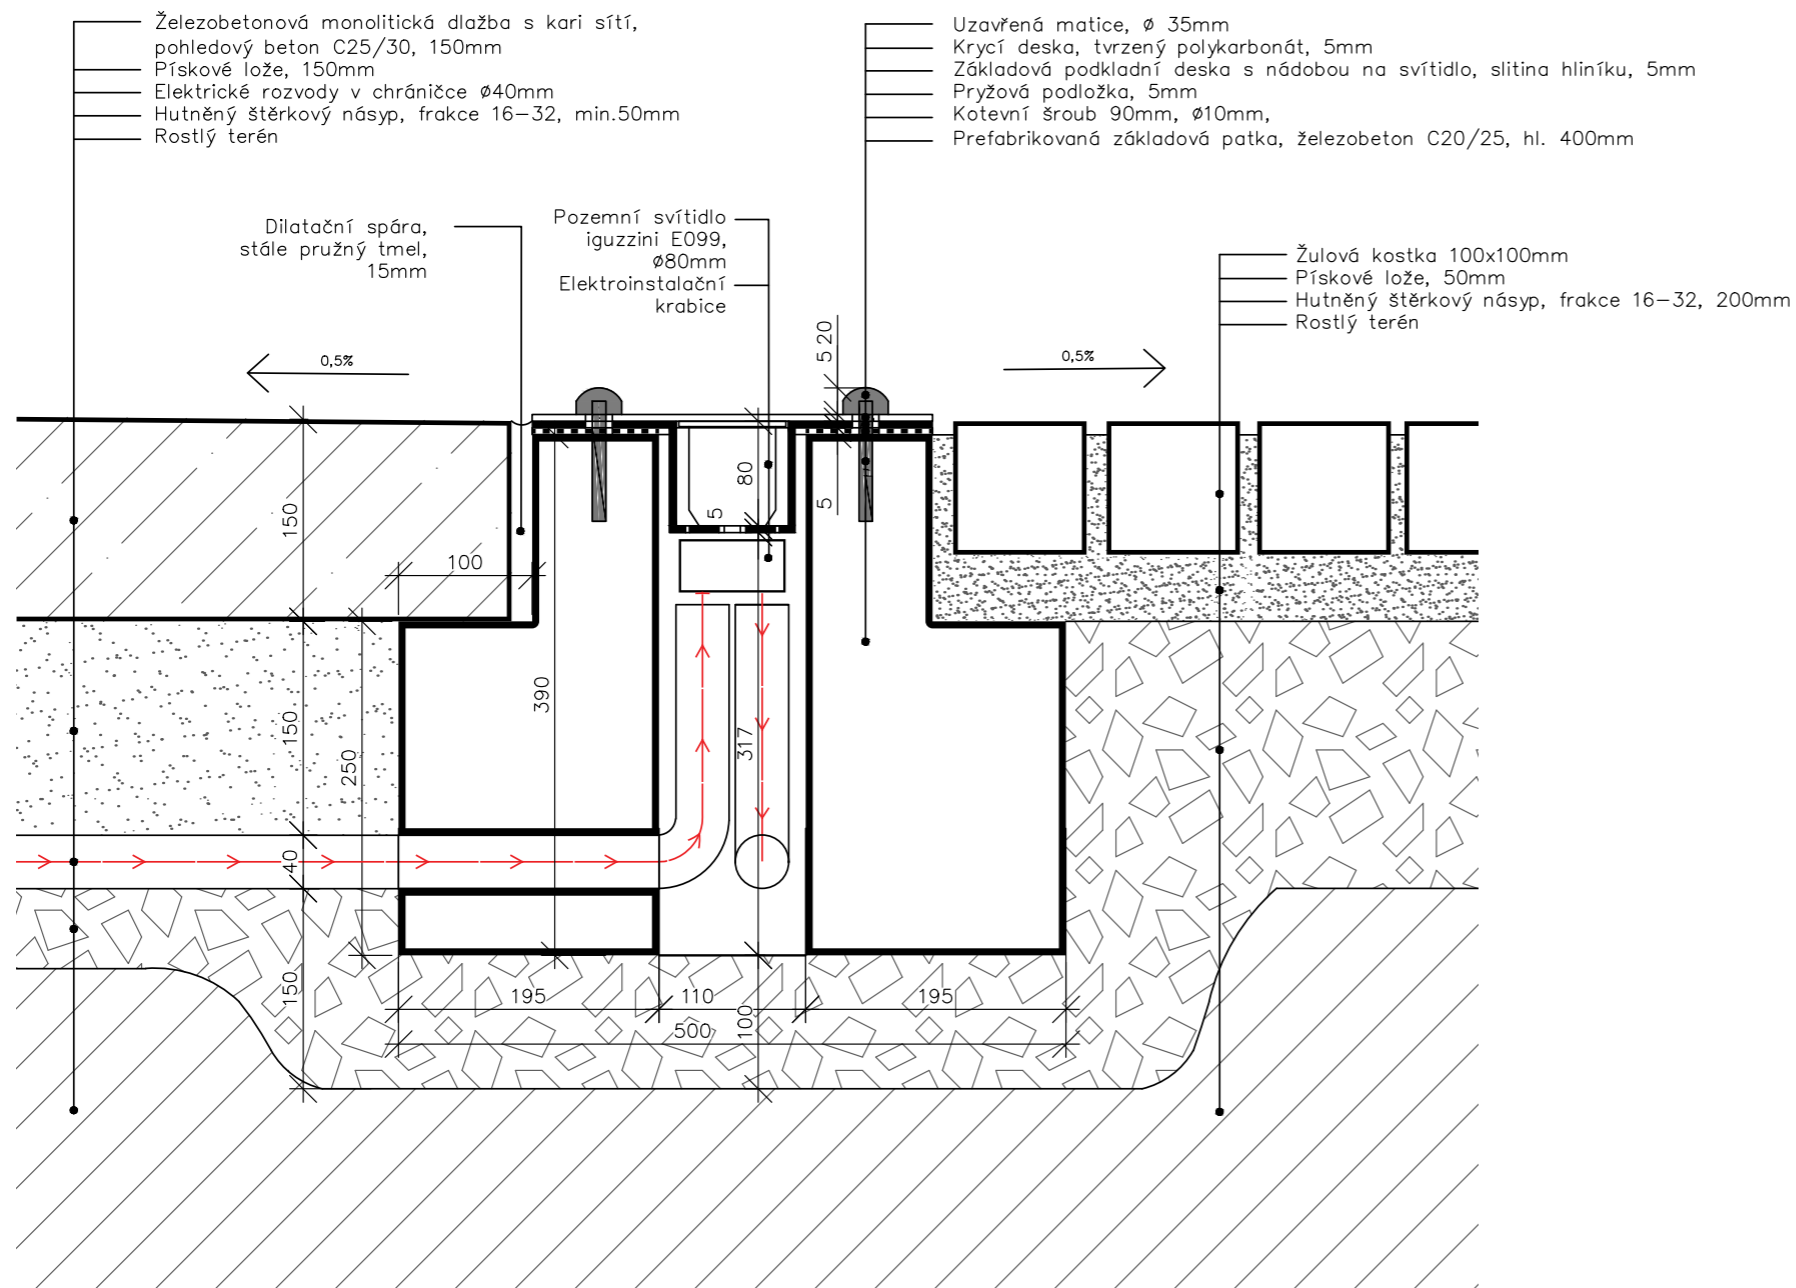 Železobetonová monolitická dlažba s kari sítí,
pohledový beton C25/30, 150mm
Pískové lože, 150mm
Elektrické rozvody v chráničce ø40mm
Hutněný štěrkový násyp, frakce 16–32, min.50mm
Rostlý terén
Uzavřená matice, ø 35mm
Krycí deska, tvrzený polykarbonát, 5mm
Základová podkladní deska s nádobou na svítidlo, slitina hliníku, 5mm
Pryžová podložka, 5mm
Kotevní šroub 90mm, ø10mm,
Prefabrikovaná základová patka, železobeton C20/25, hl. 400mm
Dilatační spára,
stále pružný tmel,
15mm
Pozemní svítidlo
iguzzini E099,
ø80mm
Elektroinstalační
krabice
Žulová kostka 100x100mm
Pískové lože, 50mm
Hutněný štěrkový násyp, frakce 16–32, 200mm
Rostlý terén
0,5%
0,5%
5 20
80
5
5
150
100
390
317
150
250
40
150
195
110
195
500
100